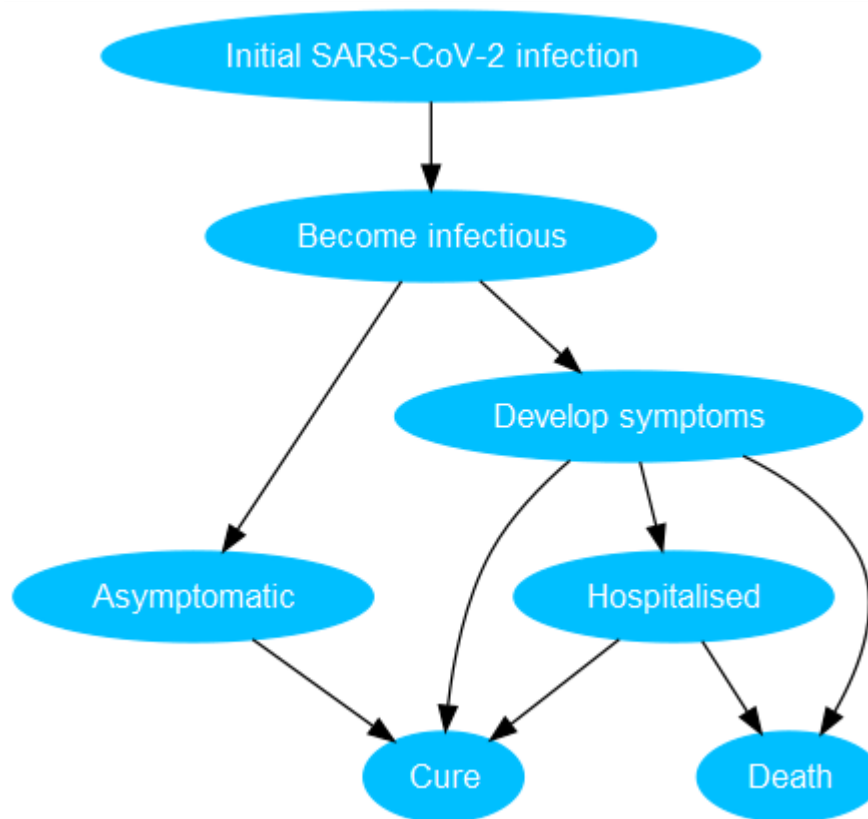 Initial SARS-CoV-2 infection
Become infectious
Develop symptoms
Asymptomatic
Hospitalised
Cure
Death